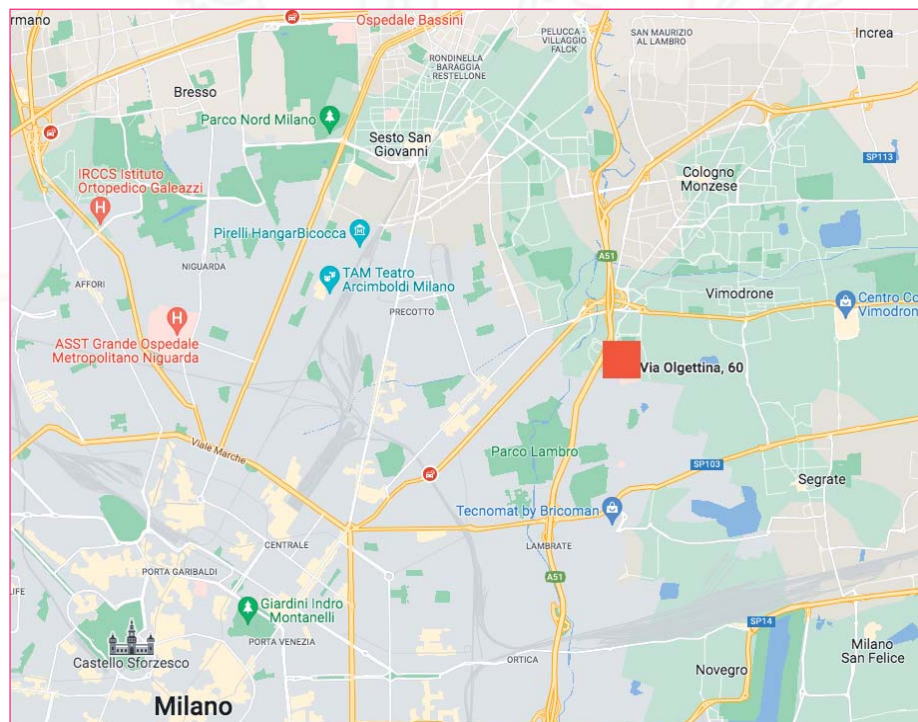 rmano
Ospedale Bassini
PELUCCA -
VILLAGGIO
FALCK
SAN MAURIZIO
AL LAMBRO
Increa
RONDINELLA -
BARAGGIA
- RESTELLONE
Bresso
Parco Nord Milano
Sesto San
Giovanni
SP113
IRCCS Istituto
Ortopedico Galeazzi
Cologno
Monzese
Pirelli HangarBicocca
A51
NIGUARDA
TAM Teatro
Arcimboldi Milano
AFFORI
Vimodrone
Centro Co
Vimodron
PRECOTTO
ASST Grande Ospedale
Metropolitano Niguarda
Via Olgettina, 60
Viale Marche
Parco Lambro
SP103
Segrate
Tecnomat by Bricoman
CENTRALE
LAMBRATE
PORTA GARIBALDI
A51
LIFE
Giardini Indro
Montanelli
SP14
PORTA VENEZIA
Milano
San Felice
Castello Sforzesco
ORTICA
Novegro
Milano